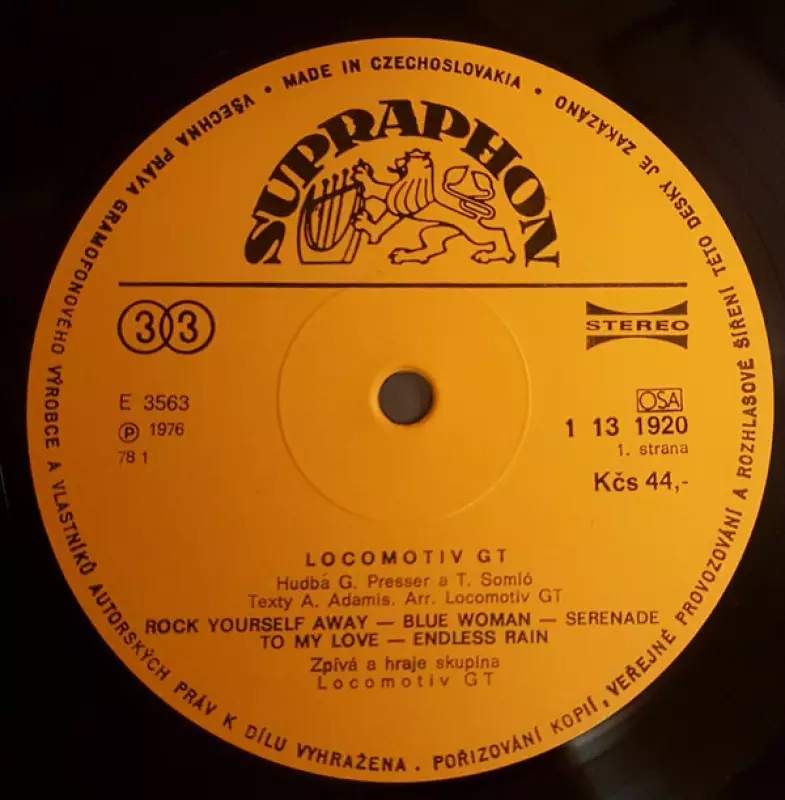 VŠECHNA PRÁVA GRAMOFONOVÉHO VÝROBCE A VLASTNÍKŮ AUTORSKÝCH PRÁV K DÍLU VYHRAŽENA. POŘIZOVÁNÍ KOPIÍ, VEŘEJNÉ PROVOZOVÁNÍ A ROZHLASOVÉ ŠÍŘENÍ TÉTO DESKY JE ZAKÁZÁNO • MADE IN CZECHOSLOVAKIA •
SUPRAPHON
33
STEREO
E 3563
Ⓟ 1976
78 1
OSA
1 13 1920
1. strana
Kčs 44,-
LOCOMOTIV GT
Hudbá G. Presser a T. Somló
Texty A. Adamis. Arr. Locomotiv GT
ROCK YOURSELF AWAY — BLUE WOMAN — SERENADE
TO MY LOVE — ENDLESS RAIN
Zpívá a hraje skupina
Locomotiv GT